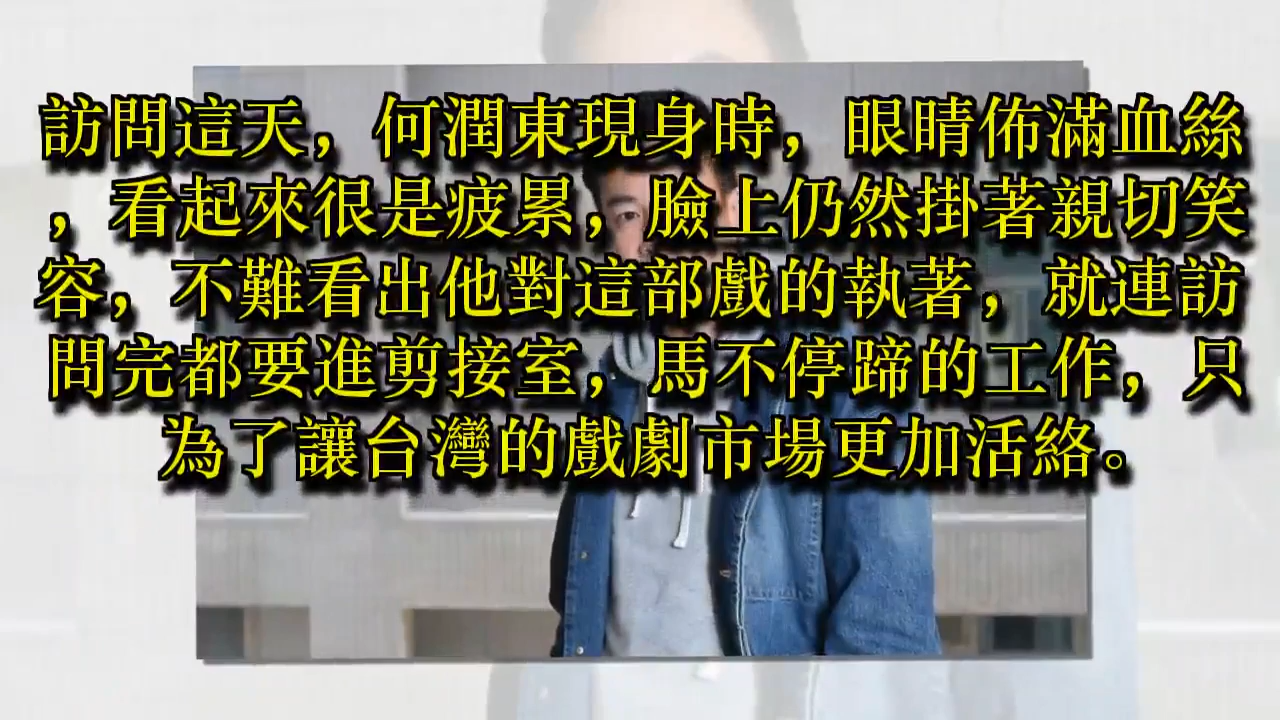 訪問這天，何潤東現身時，眼睛佈滿血絲
，看起來很是疲累，臉上仍然掛著親切笑
容，不難看出他對這部戲的執著，就連訪
問完都要進剪接室，馬不停蹄的工作，只
為了讓台灣的戲劇市場更加活絡。